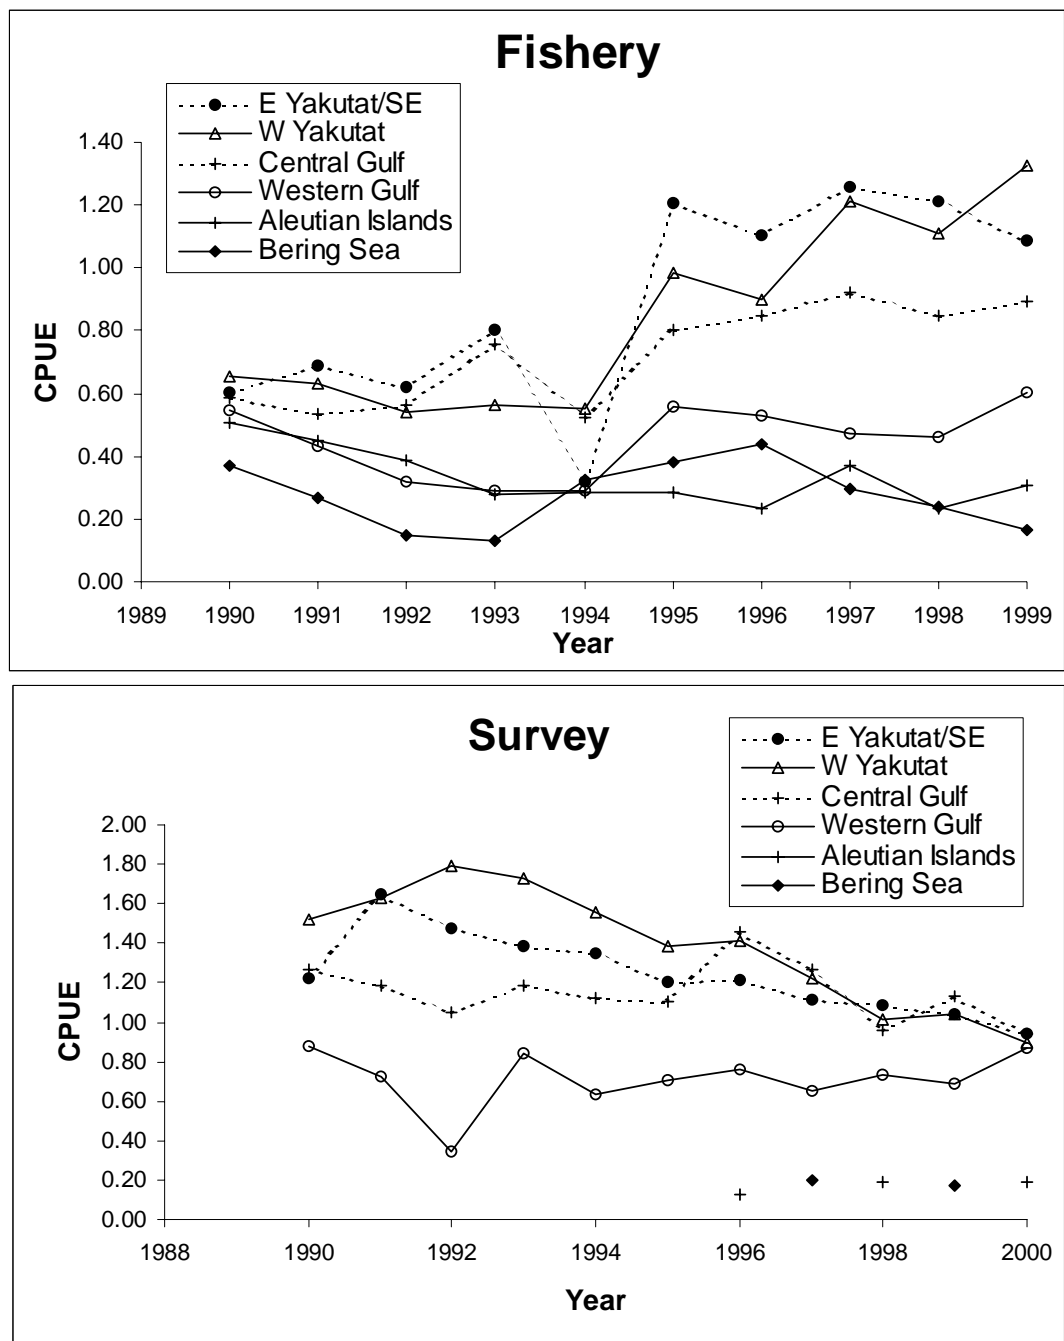 Fishery
E Yakutat/SE
W Yakutat
Central Gulf
Western Gulf
Aleutian Islands
Bering Sea
1.40
1.20
1.00
0.80
0.60
0.40
0.20
0.00
CPUE
1989 1990 1991 1992 1993 1994 1995 1996 1997 1998 1999
Year
Survey
E Yakutat/SE
W Yakutat
Central Gulf
Western Gulf
Aleutian Islands
Bering Sea
2.00
1.80
1.60
1.40
1.20
1.00
0.80
0.60
0.40
0.20
0.00
CPUE
1988 1990 1992 1994 1996 1998 2000
Year